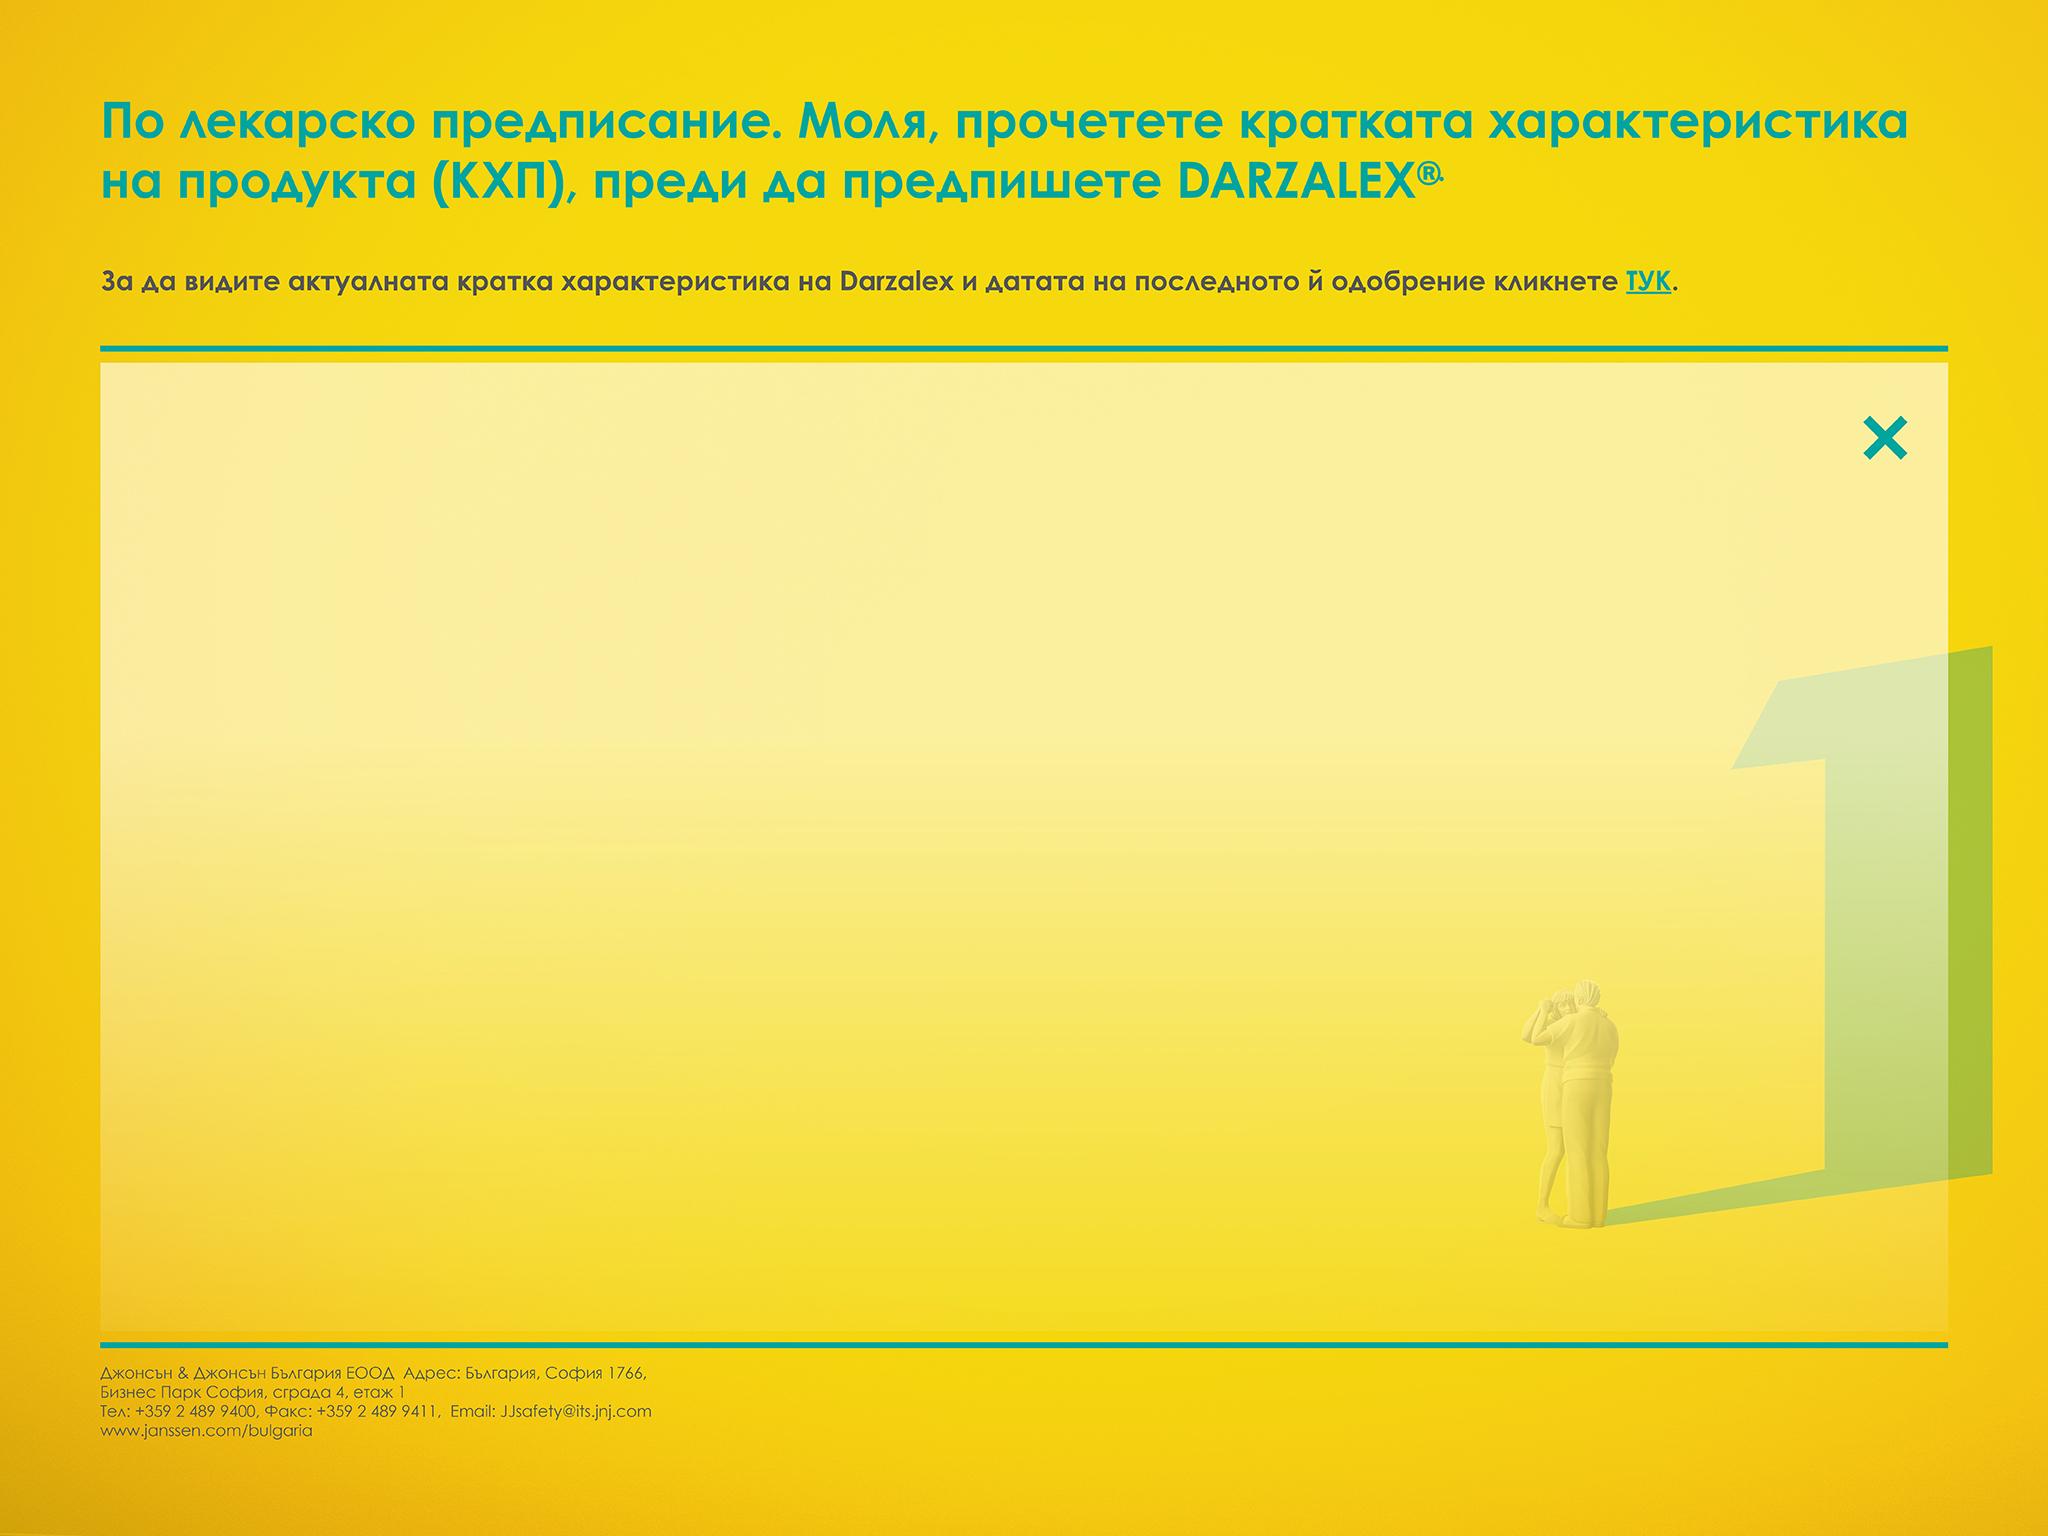 По лекарско предписание. Моля, прочетете кратката характеристика
на продукта (КХП), преди да предпишете DARZALEX®.
За да видите актуалната кратка характеристика на Darzalex и датата на последното й одобрение кликнете ТУК.
Джонсън & Джонсън България ЕООД  Адрес: България, София 1766,
Бизнес Парк София, сграда 4, етаж 1
Тел: +359 2 489 9400, Факс: +359 2 489 9411,  Email: JJsafety@its.jnj.com
www.janssen.com/bulgaria